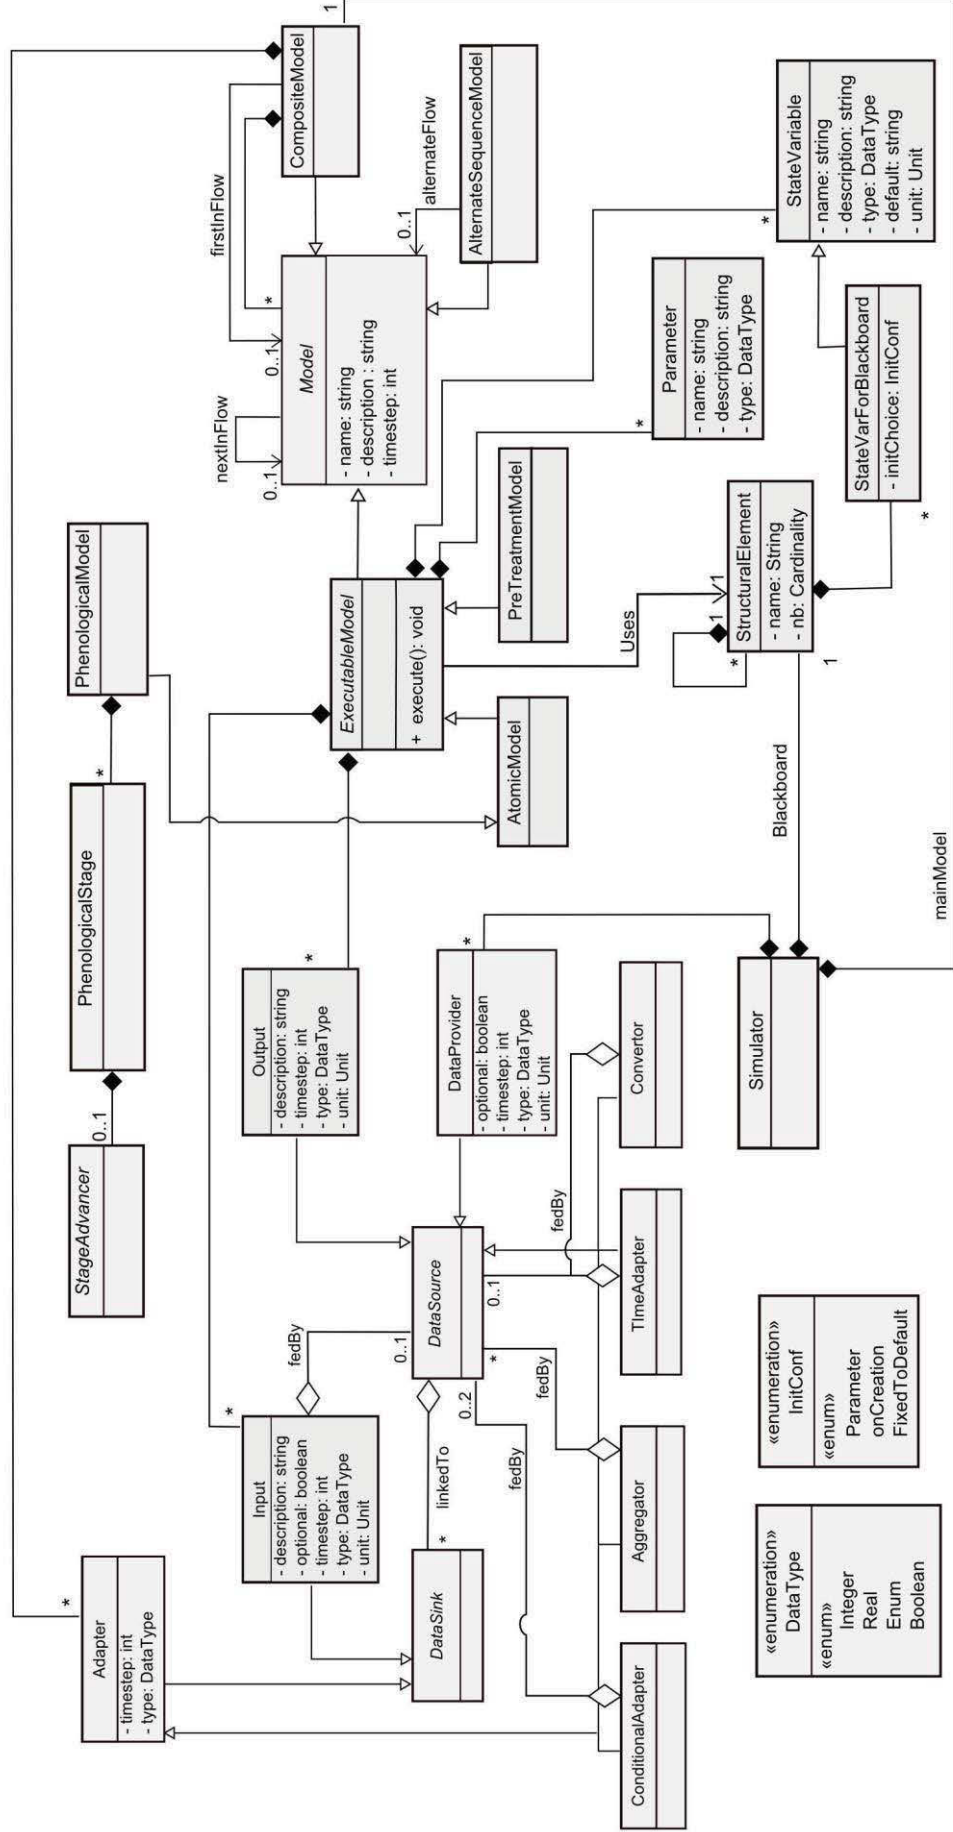 *
Adapter
- timestep: int
- type: DataType
StageAdvancer
0..1
PhenologicalStage
*
PhenologicalModel
*
Input
- description: string
- optional: boolean
- timestep: int
- type: DataType
- unit: Unit
fedBy
Output
- description: string
- timestep: int
- type: DataType
- unit: Unit
*
nextInFlow
0..1
firstInFlow
0..1
*
Model
- name: string
- description : string
- timestep: int
CompositeModel
1
ExecutableModel
+ execute(): void
0..1
alternateFlow
AlternateSequenceModel
DataSink
*
linkedTo
0..1
DataSource
0..2
*
0..1
fedBy
fedBy
fedBy
DataProvider
- optional: boolean
- timestep: int
- type: DataType
- unit: Unit
*
AtomicModel
PreTreatmentModel
Uses
1
ConditionalAdapter
Aggregator
TImeAdapter
Convertor
*
Parameter
- name: string
- description: string
- type: DataType
1
*
StructuralElement
- name: String
- nb: Cardinality
1
*
StateVariable
- name: string
- description: string
- type: DataType
- default: string
- unit: Unit
Simulator
Blackboard
StateVarForBlackboard
- initChoice: InitConf
*
mainModel
«enumeration»
DataType
«enum»
Integer
Real
Enum
Boolean
«enumeration»
InitConf
«enum»
Parameter
onCreation
FixedToDefault